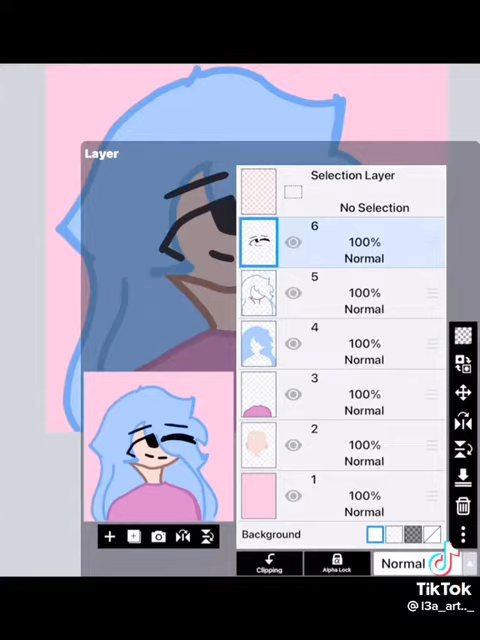 Layer
Selection Layer
No Selection
6
100%
Normal
5
100%
Normal
4
100%
Normal
3
100%
Normal
2
100%
Normal
1
100%
Normal
Background
Clipping
Alpha Lock
Normal
TikTok
@l3a_art.._